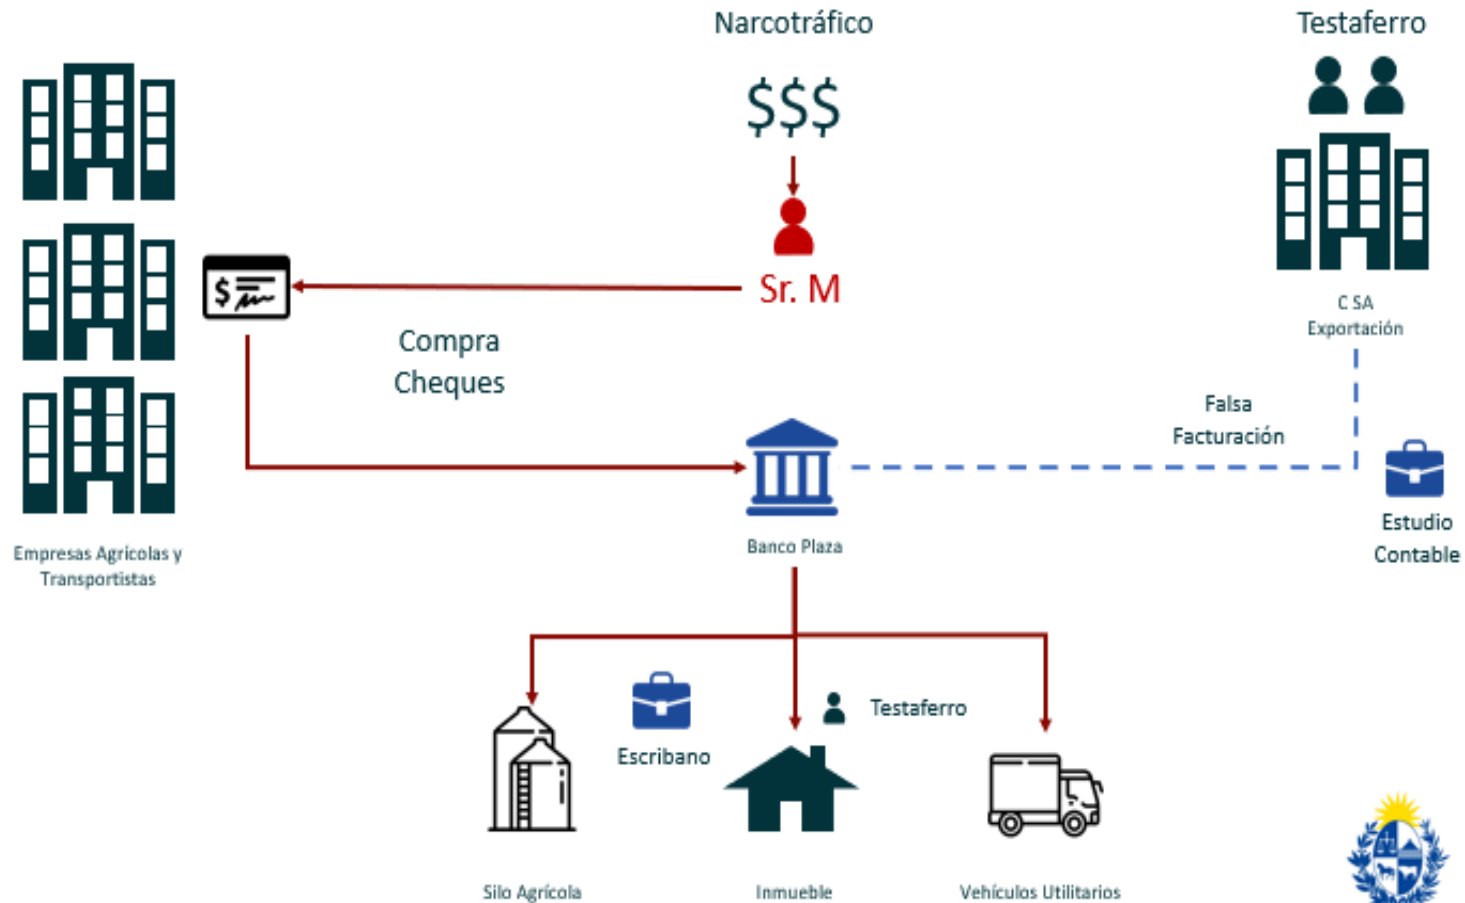 Narcotráfico
Testaferro
$$$
Sr. M
$
C SA
Exportación
Compra
Cheques
Falsa
Facturación
Empresas Agrícolas y
Transportistas
Banco Plaza
Estudio
Contable
Testaferro
Escribano
Silo Agrícola
Inmueble
Vehículos Utilitarios